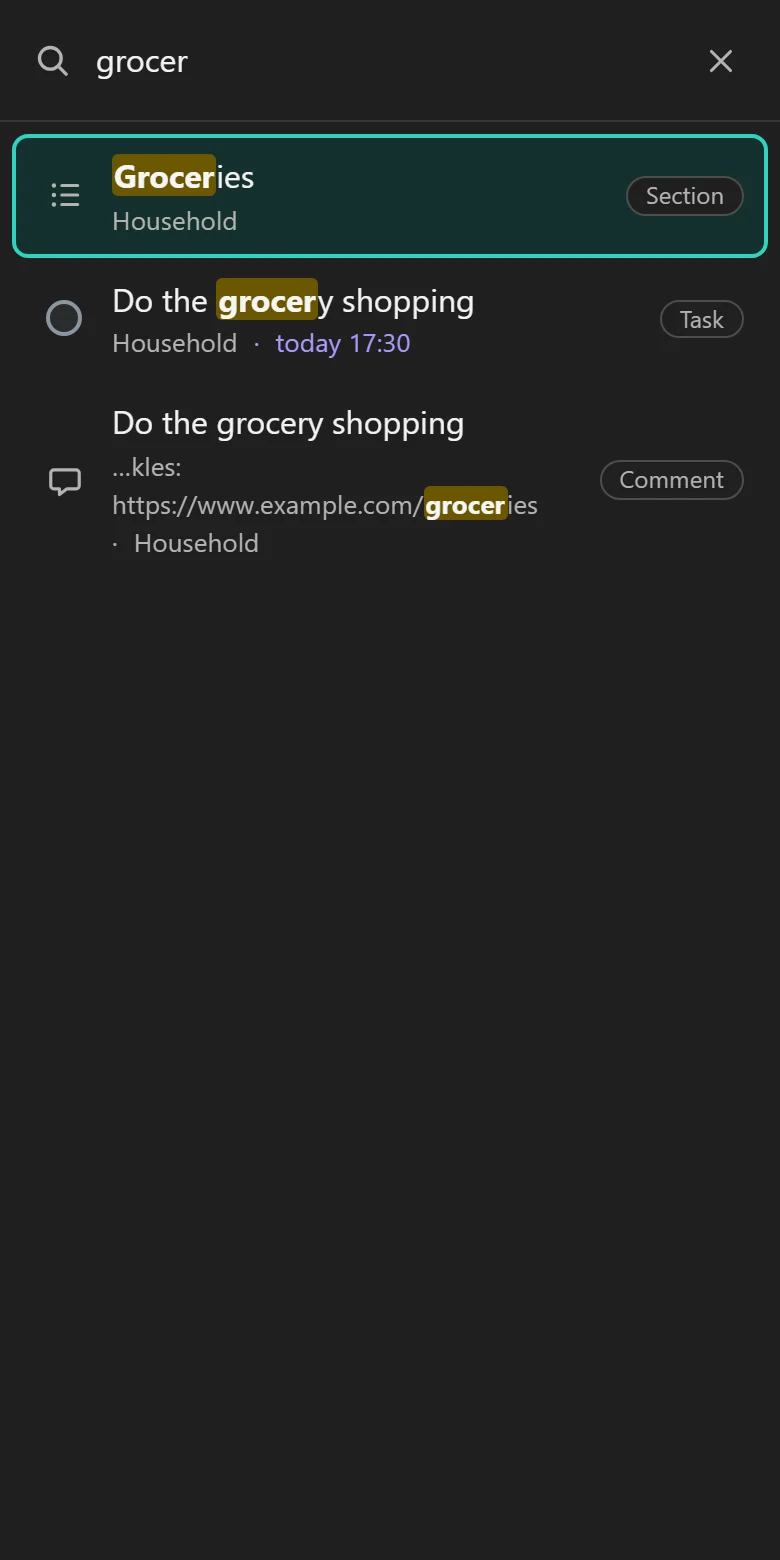 grocer
Groceries
Household
Section
Do the grocery shopping
Household · today 17:30
Task
Do the grocery shopping
...kles:
https://www.example.com/groceries
· Household
Comment